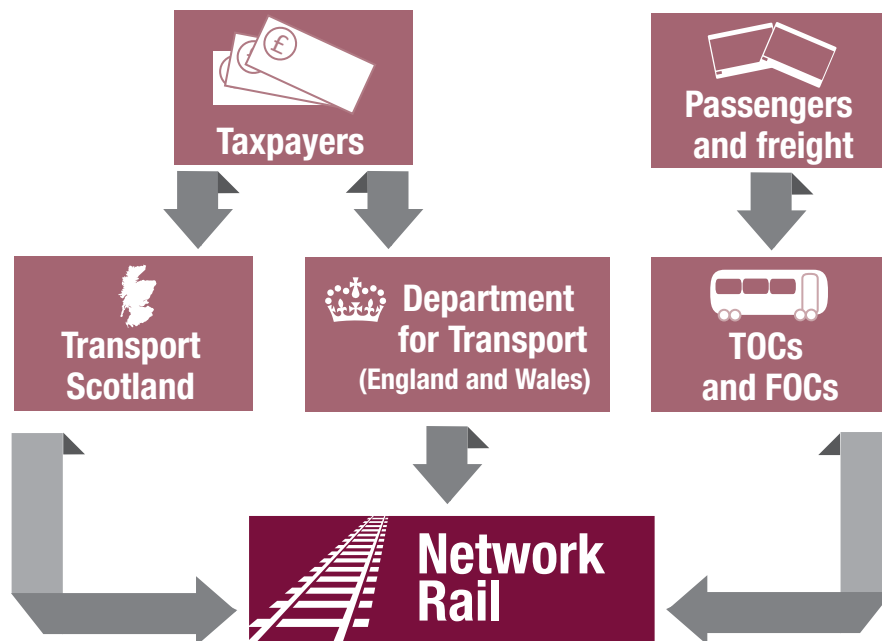 £
Taxpayers
Passengers
and freight
Transport
Scotland
Department
for Transport
(England and Wales)
TOCs
and FOCs
Network
Rail